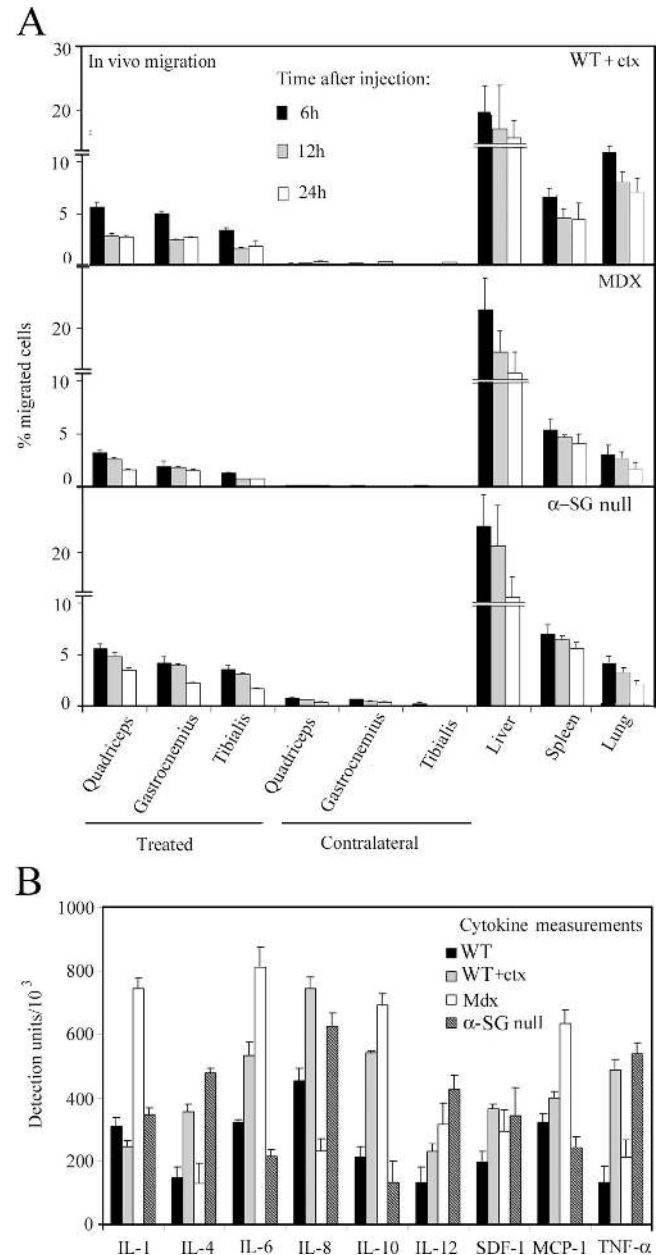 A
30
In vivo migration
WT + ctx
Time after injection:
20
6h
12h
10
24h
5
0
MDX
20
10
5
0
α–SG null
20
10
5
0
% migrated cells
Quadriceps
Gastrocnemius
Tibialis
Quadriceps
Gastrocnemius
Tibialis
Liver
Spleen
Lung
Treated
Contralateral
B
1000
Cytokine measurements
WT
WT+ctx
Mdx
α-SG null
800
600
400
200
0
Detection units/10³
IL-1 IL-4 IL-6 IL-8 IL-10 IL-12 SDF-1 MCP-1 TNF-α